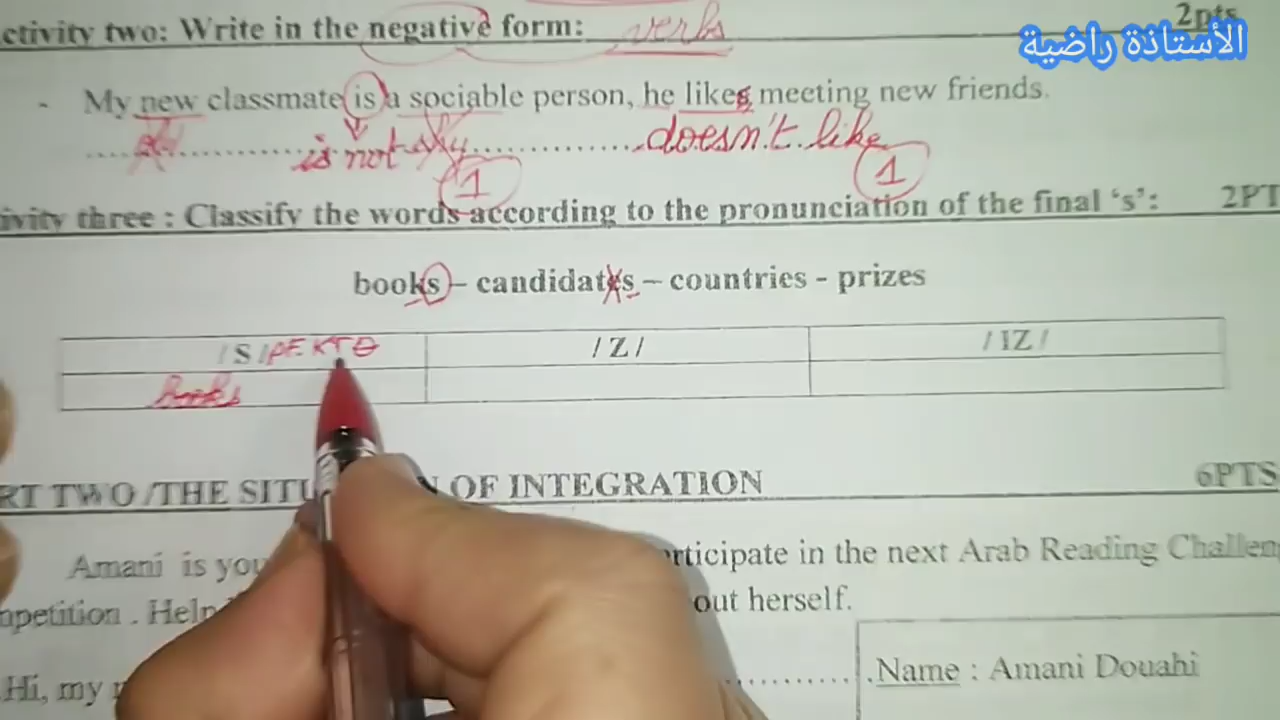 ctivity two: Write in the negative form: verbs 2pts
الأستاذة راضية
- My new classmate is a sociable person, he likes meeting new friends.
is not shy doesn't like
1 1
ivity three : Classify the words according to the pronunciation of the final ‘s’: 2PT
books – candidates – countries - prizes
/S/ PFKTθ /Z/ /IZ/
books
RT TWO /THE SITU N OF INTEGRATION 6PTS
Amani is you rticipate in the next Arab Reading Challen
mpetition . Help out herself.
Hi, my n .Name : Amani Douahi